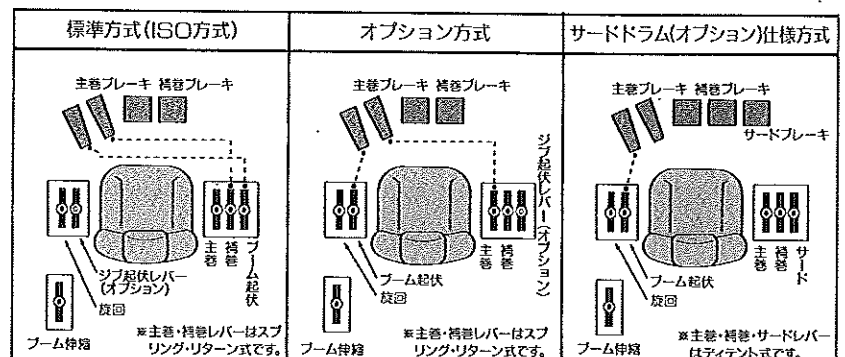 標準方式(ISO方式)
主巻ブレーキ 補巻ブレーキ
主巻
補巻
ブーム起伏
ジブ起伏レバー
(オプション)
旋回
ブーム伸縮
※主巻・補巻レバーはスプ
リング・リターン式です。
オプション方式
主巻ブレーキ 補巻ブレーキ
ジブ起伏レバー(オプション)
主巻
補巻
ブーム起伏
旋回
ブーム伸縮
※主巻・補巻レバーはスプ
リング・リターン式です。
サードドラム(オプション)仕様方式
主巻ブレーキ 補巻ブレーキ
サードブレーキ
主巻
補巻
サード
ブーム起伏
旋回
ブーム伸縮
※主巻・補巻・サードレバー
はディテント式です。